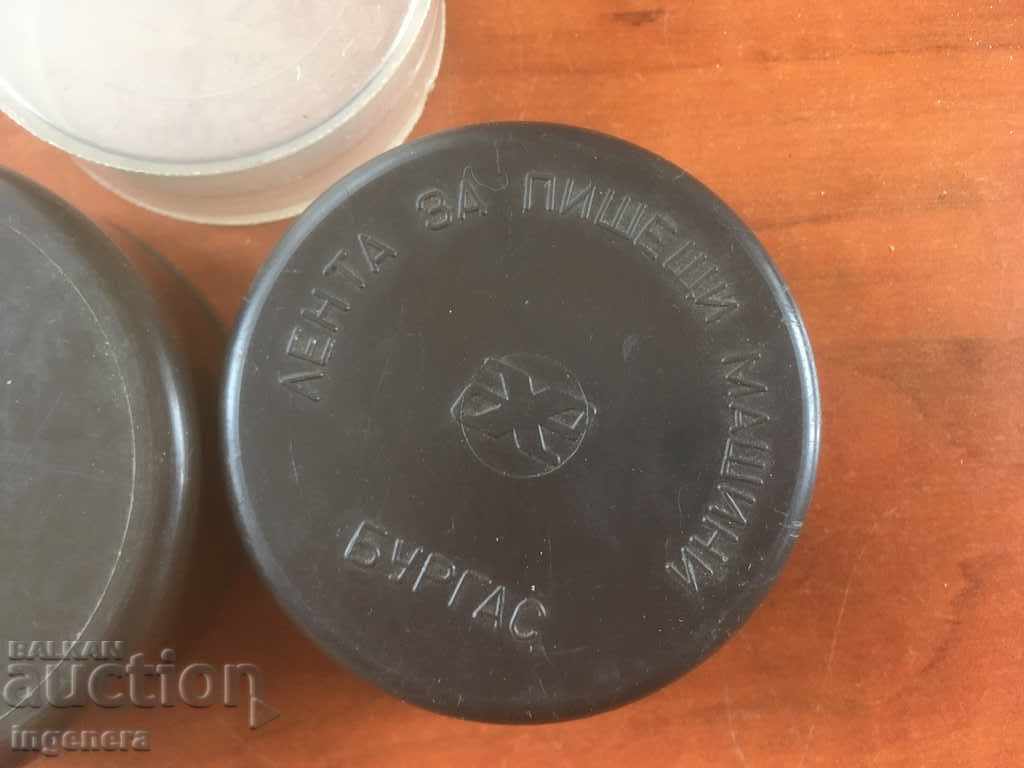 ЛЕНТА ЗА ПИШЕЩИ МАШИНИ
БУРГАС
BALKAN
auction
ingenera